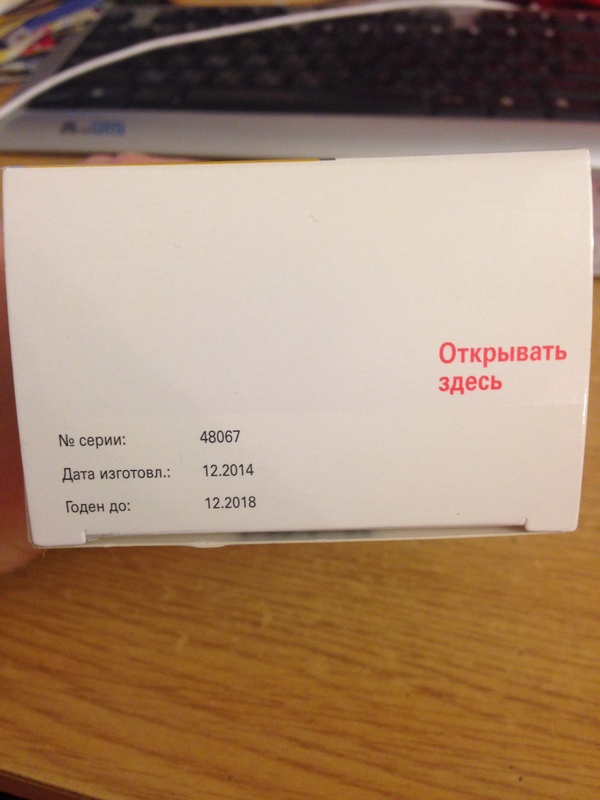 Открывать
здесь
№ серии: 48067
Дата изготовл.: 12.2014
Годен до: 12.2018